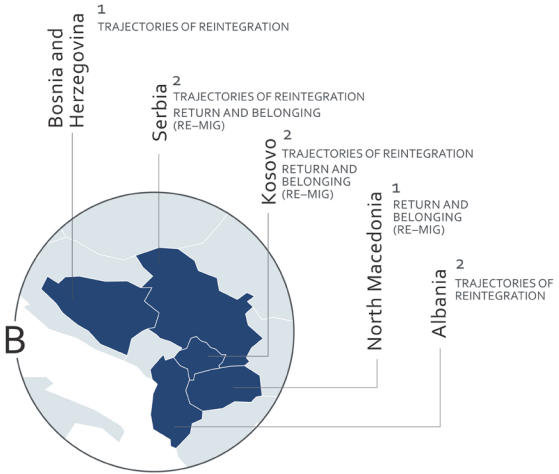 Bosnia and
Herzegovina
1
TRAJECTORIES OF REINTEGRATION
Serbia
2
TRAJECTORIES OF REINTEGRATION
RETURN AND BELONGING
(RE–MIG)
Kosovo
2
TRAJECTORIES OF REINTEGRATION
RETURN AND
BELONGING
(RE–MIG)
North Macedonia
1
RETURN AND
BELONGING
(RE–MIG)
Albania
2
TRAJECTORIES OF
REINTEGRATION
B